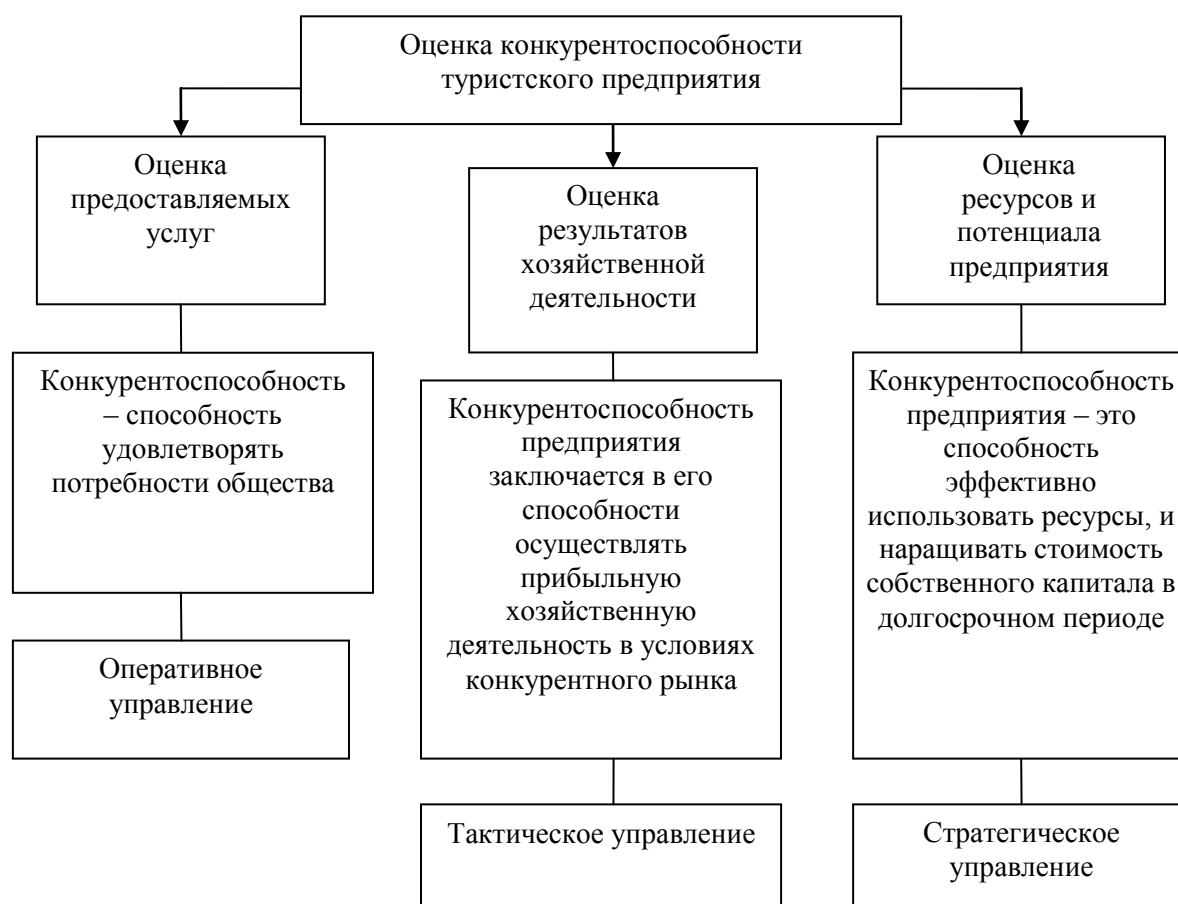 Оценка конкурентоспособности
туристского предприятия
Оценка
предоставляемых
услуг
Оценка
результатов
хозяйственной
деятельности
Оценка
ресурсов и
потенциала
предприятия
Конкурентоспособность
– способность
удовлетворять
потребности общества
Конкурентоспособность
предприятия
заключается в его
способности
осуществлять
прибыльную
хозяйственную
деятельность в условиях
конкурентного рынка
Конкурентоспособность
предприятия – это
способность
эффективно
использовать ресурсы, и
наращивать стоимость
собственного капитала в
долгосрочном периоде
Оперативное
управление
Тактическое управление
Стратегическое
управление